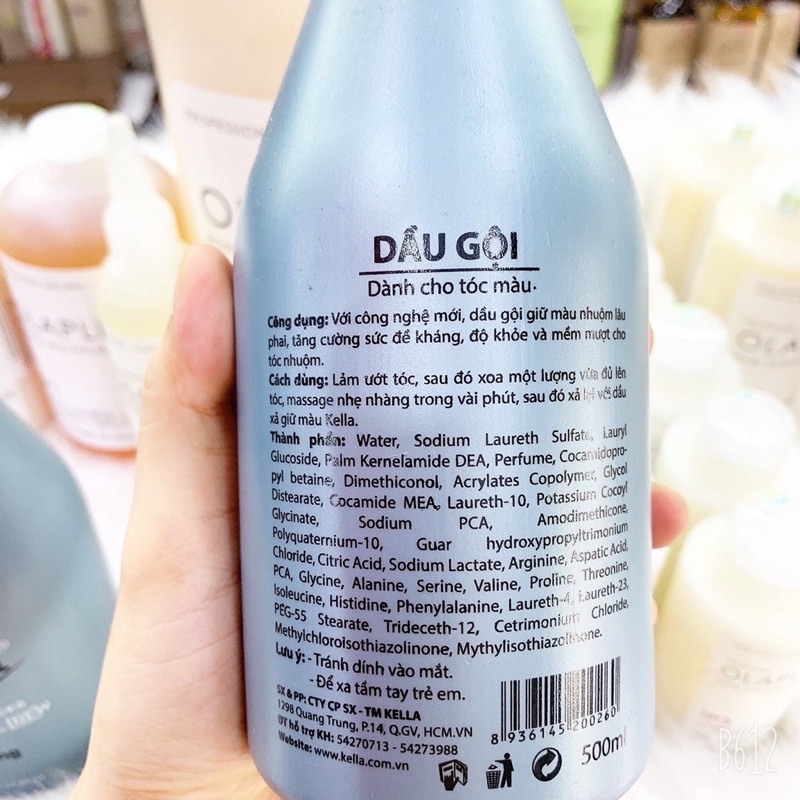 DẦU GỘI
Dành cho tóc màu.
Công dụng: Với công nghệ mới, dầu gội giữ màu nhuộm lâu
phai, tăng cường sức đề kháng, độ khỏe và mềm mượt cho
tóc nhuộm.
Cách dùng: Làm ướt tóc, sau đó xoa một lượng vừa đủ lên
tóc, massage nhẹ nhàng trong vài phút, sau đó xả lại với dầu
xả giữ màu Kella.
Thành phần: Water, Sodium Laureth Sulfate, Lauryl
Glucoside, Palm Kernelamide DEA, Perfume, Cocamidopro-
pyl betaine, Dimethiconol, Acrylates Copolymer, Glycol
Distearate, Cocamide MEA, Laureth-10, Potassium Cocoyl
Glycinate, Sodium PCA, Amodimethicone,
Polyquaternium-10, Guar hydroxypropyltrimonium
Chloride, Citric Acid, Sodium Lactate, Arginine, Aspatic Acid,
PCA, Glycine, Alanine, Serine, Valine, Proline, Threonine,
Isoleucine, Histidine, Phenylalanine, Laureth-4, Laureth-23,
PEG-55 Stearate, Trideceth-12, Cetrimonium Chloride,
Methylchloroisothiazolinone, Mythylisothiazolinone.
Lưu ý: - Tránh dính vào mắt.
- Để xa tầm tay trẻ em.
SX & PP: CTY CP SX - TM KELLA
1298 Quang Trung, P.14, Q.GV, HCM.VN
ĐT hỗ trợ KH: 54270713 - 54273988
Website: www.kella.com.vn
8 936145 200260
500ml
PROFESSION
OLA
B612